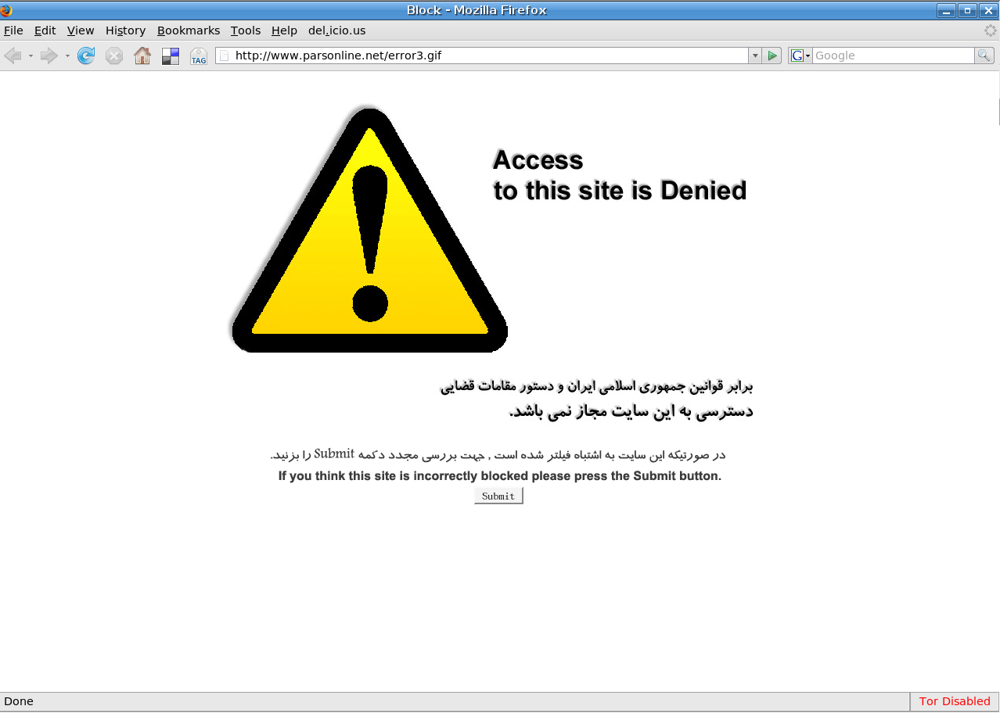 Block - Mozilla Firefox
File Edit View History Bookmarks Tools Help del.icio.us
TAG http://www.parsonline.net/error3.gif G Google
Access
to this site is Denied
برابر قوانین جمهوری اسلامی ایران و دستور مقامات قضایی
دسترسی به این سایت مجاز نمی باشد.
در صورتیکه این سایت به اشتباه فیلتر شده است , جهت بررسی مجدد دکمه Submit را بزنید.
If you think this site is incorrectly blocked please press the Submit button.
Submit
Done Tor Disabled